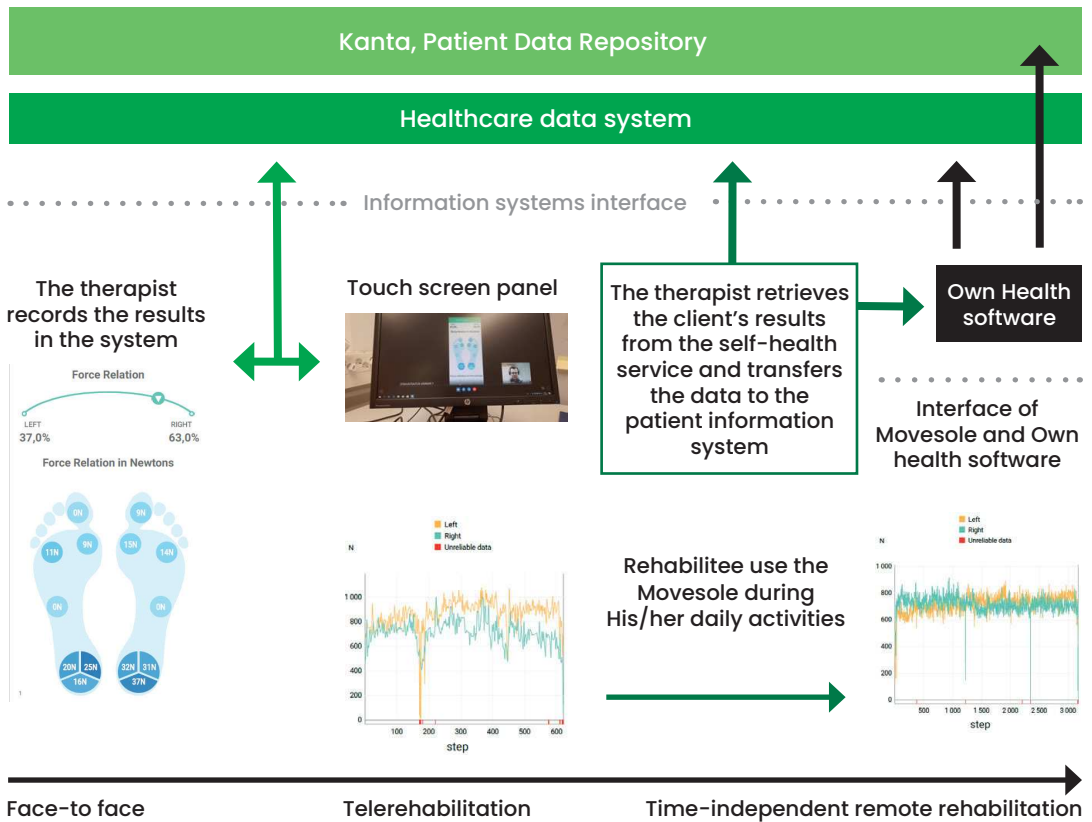 Kanta, Patient Data Repository
Healthcare data system
Information systems interface
The therapist
records the results
in the system
Force Relation
LEFT
RIGHT
37,0%
63,0%
Force Relation in Newtons
0N
9N
11N
9N
15N
14N
0N
0N
20N
25N
16N
32N
31N
37N
1
Touch screen panel
The therapist retrieves
the client’s results
from the self-health
service and transfers
the data to the
patient information
system
Own Health
software
Interface of
Movesole and Own
health software
Left
Right
Unreliable data
N
1 000
800
600
400
200
0
100
200
300
400
500
600
step
Rehabilitee use the
Movesole during
His/her daily activities
Left
Right
Unreliable data
N
1 000
800
600
400
200
0
500
1 000
1 500
2 000
2 500
3 000
step
Face-to face
Telerehabilitation
Time-independent remote rehabilitation